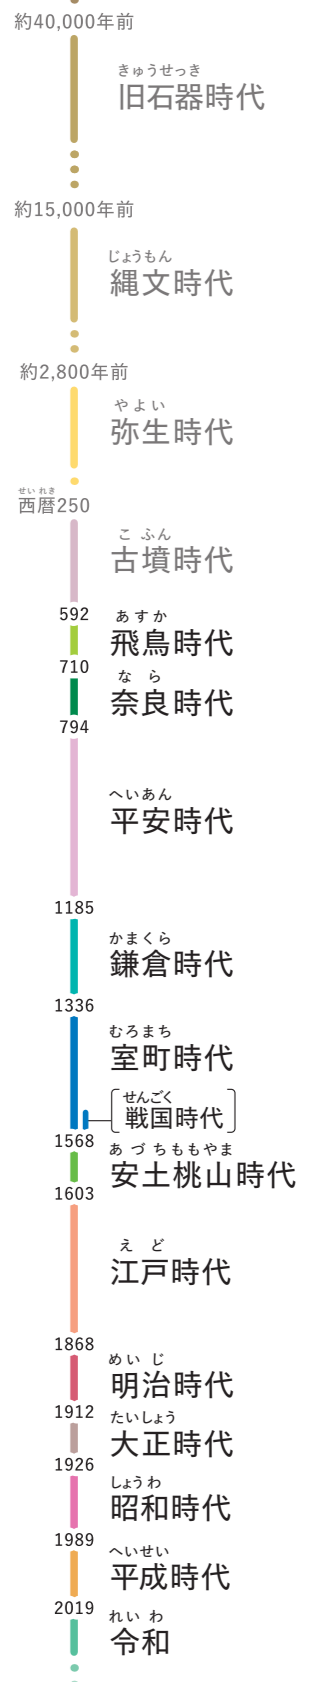 約40,000年前
きゅうせっき
旧石器時代
約15,000年前
じょうもん
縄文時代
約2,800年前
やよい
弥生時代
せいれき
西暦250
こ ふん
古墳時代
592
あすか
飛鳥時代
710
な ら
奈良時代
794
へいあん
平安時代
1185
かまくら
鎌倉時代
1336
むろまち
室町時代
せんごく
戦国時代
1568
あ づ ちももやま
安土桃山時代
1603
え ど
江戸時代
1868
めい じ
明治時代
1912
たいしょう
大正時代
1926
しょうわ
昭和時代
1989
へいせい
平成時代
2019
れい わ
令和